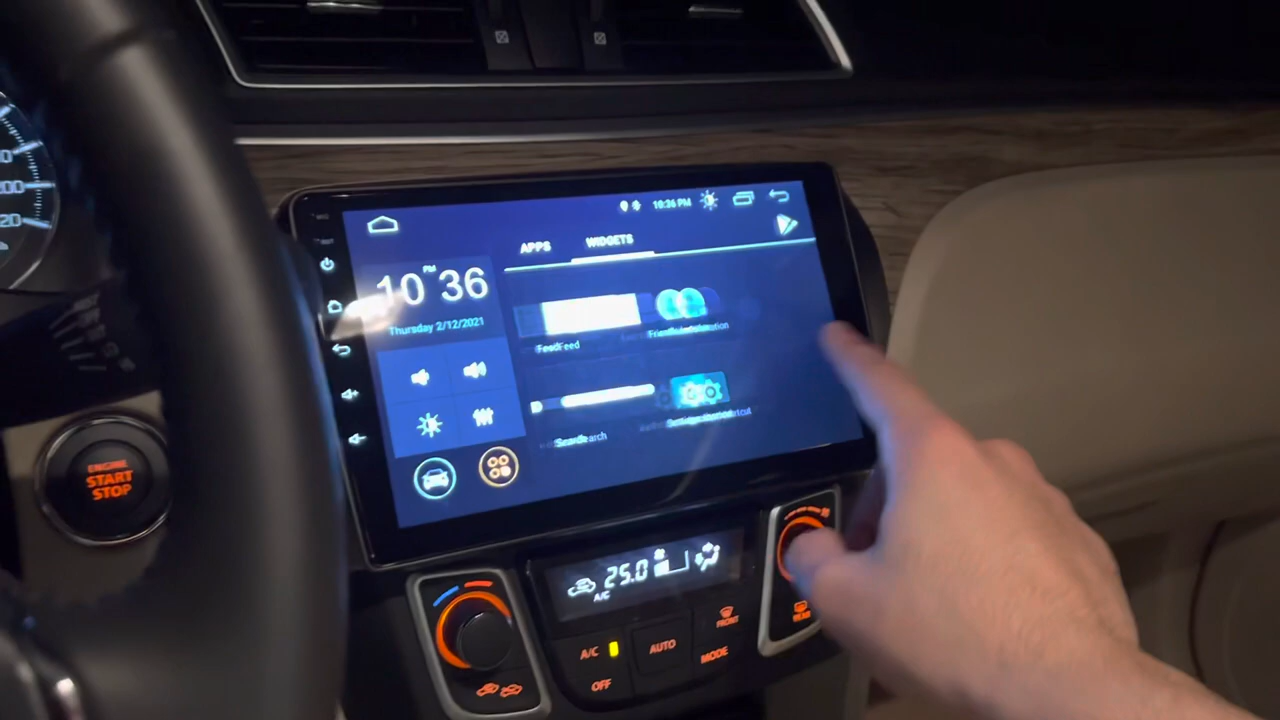 10:36 PM
APPS WIDGETS
PM
10 36
Thursday 2/12/2021
200
ENGINE
START
STOP
25.0
A/C
A/C
AUTO
FRONT
MODE
OFF
REAR